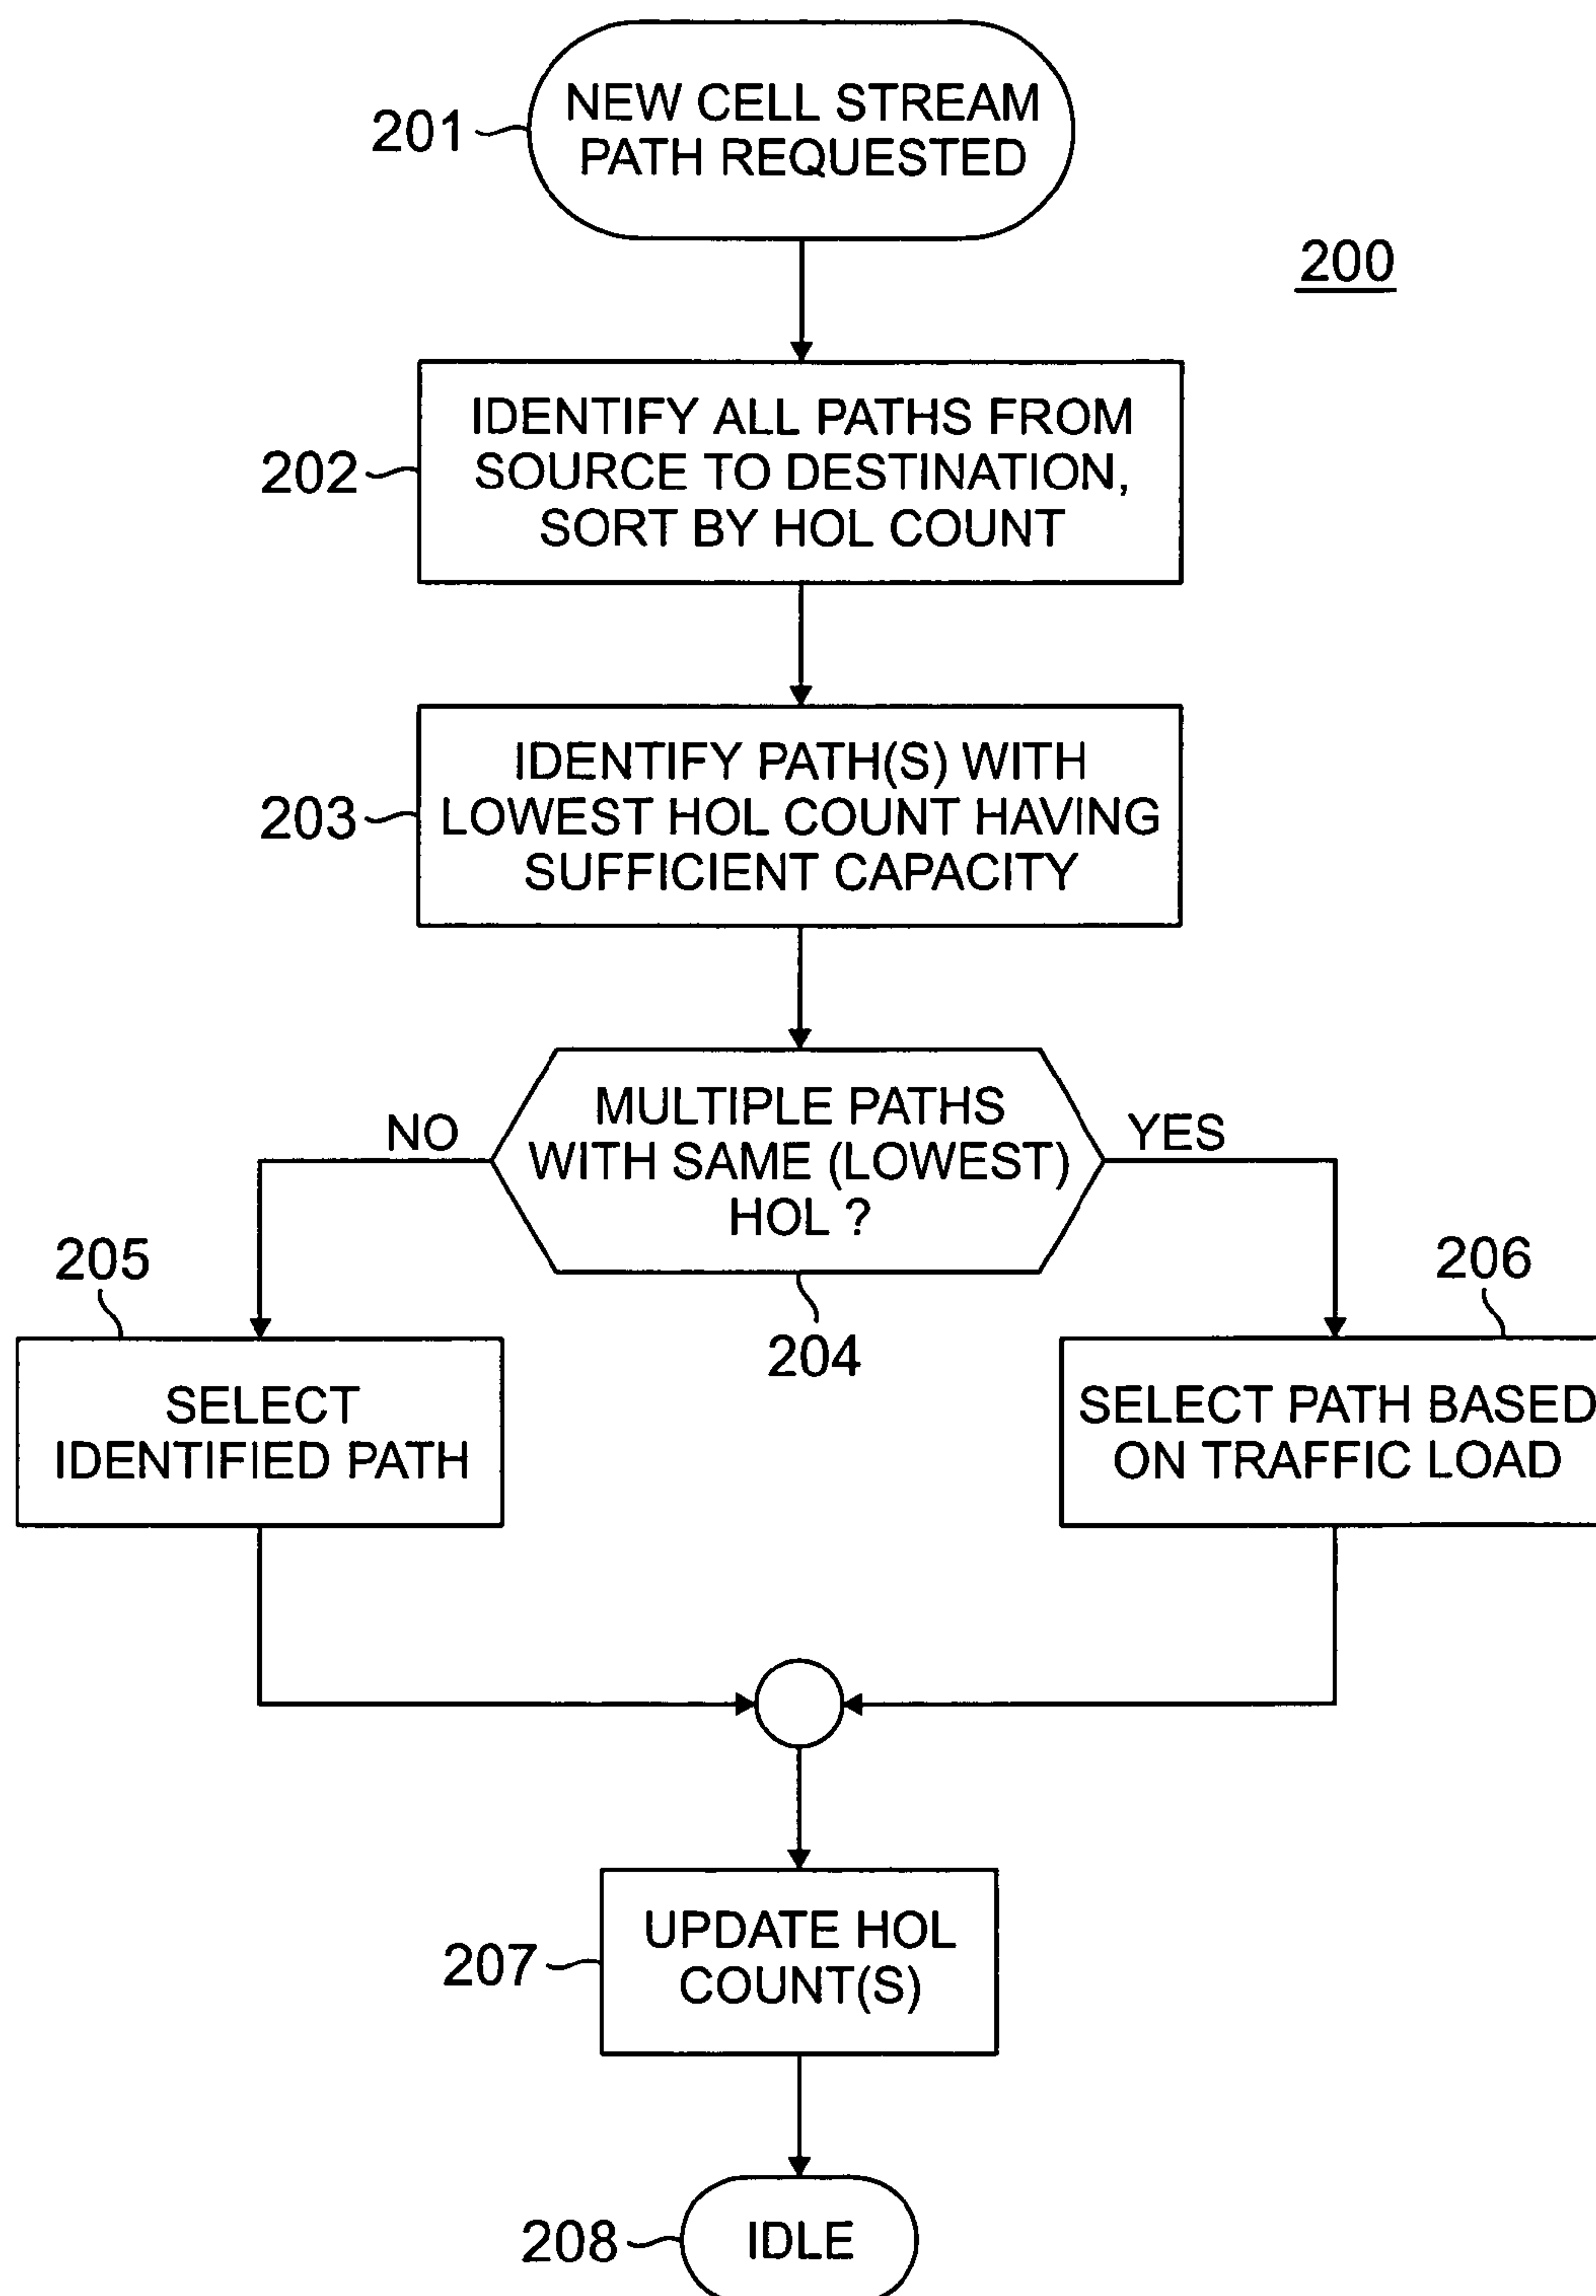 NEW CELL STREAM
PATH REQUESTED
201
200
IDENTIFY ALL PATHS FROM
SOURCE TO DESTINATION,
SORT BY HOL COUNT
202
IDENTIFY PATH(S) WITH
LOWEST HOL COUNT HAVING
SUFFICIENT CAPACITY
203
MULTIPLE PATHS
WITH SAME (LOWEST)
HOL ?
NO
YES
204
205
206
SELECT
IDENTIFIED PATH
SELECT PATH BASED
ON TRAFFIC LOAD
UPDATE HOL
COUNT(S)
207
208
IDLE